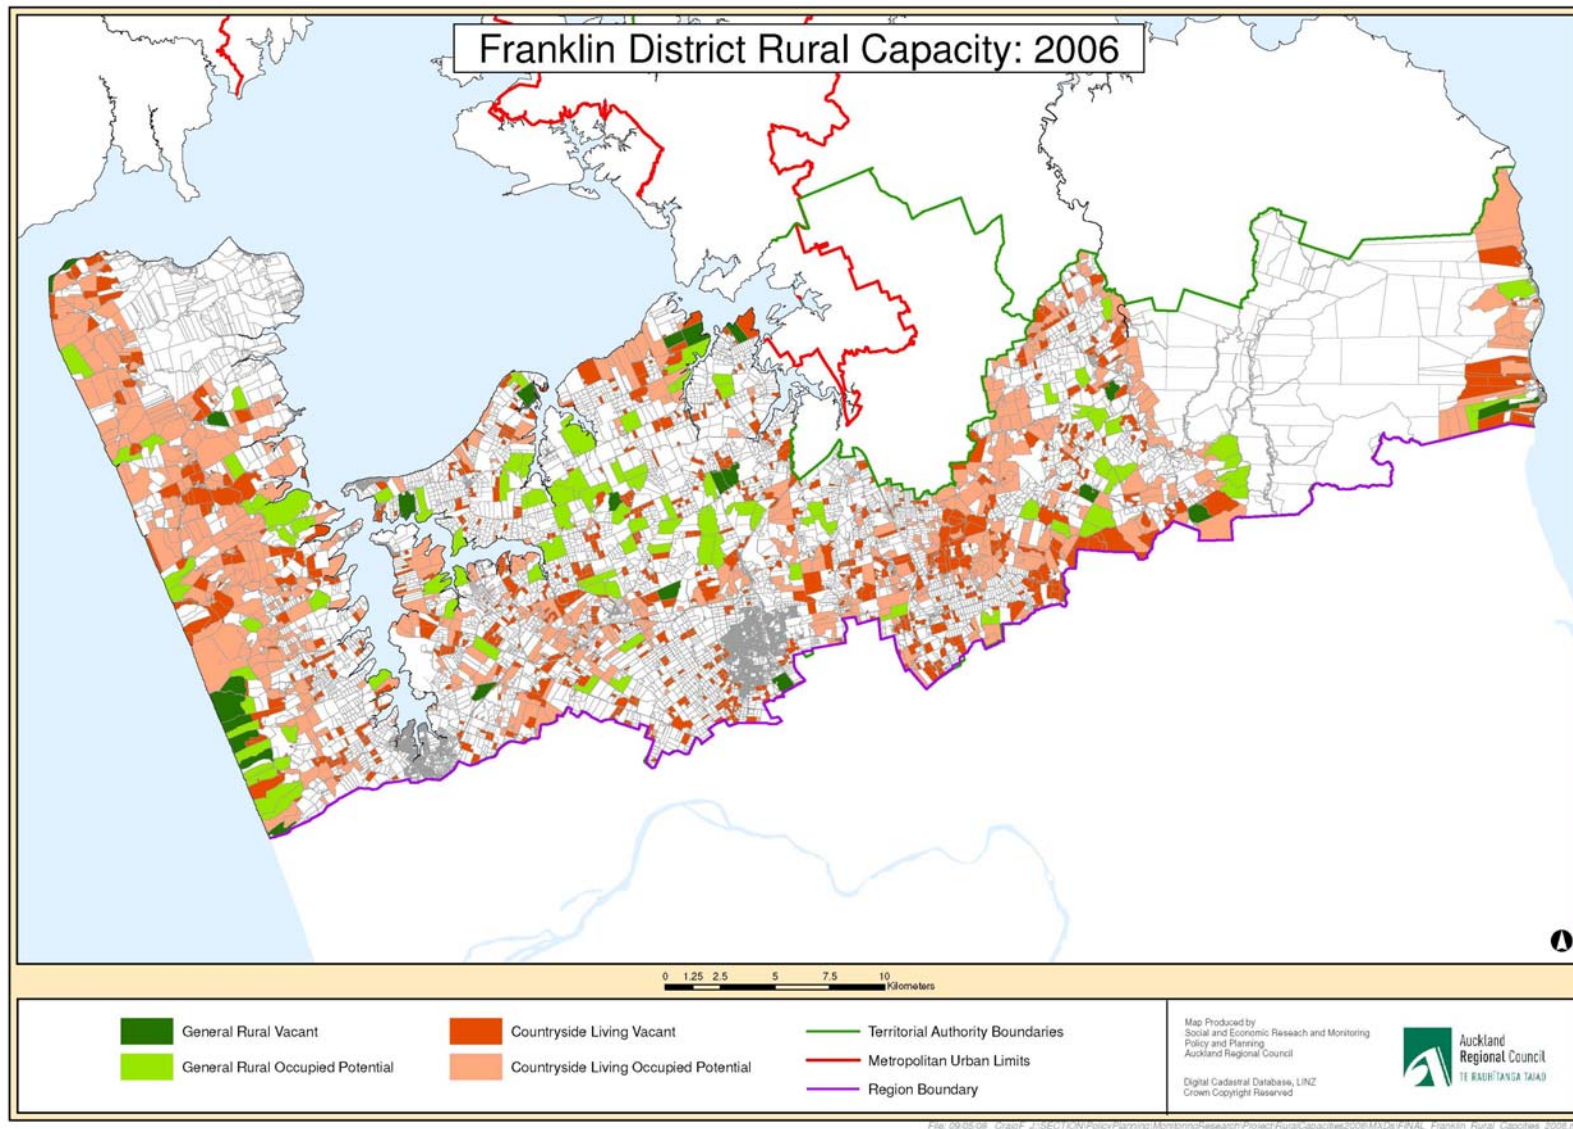 Franklin District Rural Capacity: 2006
0 1.25 2.5 5 7.5 10
Kilometers
General Rural Vacant
General Rural Occupied Potential
Countryside Living Vacant
Countryside Living Occupied Potential
Territorial Authority Boundaries
Metropolitan Urban Limits
Region Boundary
Map Produced by
Social and Economic Reseach and Monitoring
Policy and Planning
Auckland Regional Council
Digital Cadastral Database, LINZ
Crown Copyright Reserved
Auckland
Regional Council
TE RAUHĪTANGA TAIAO